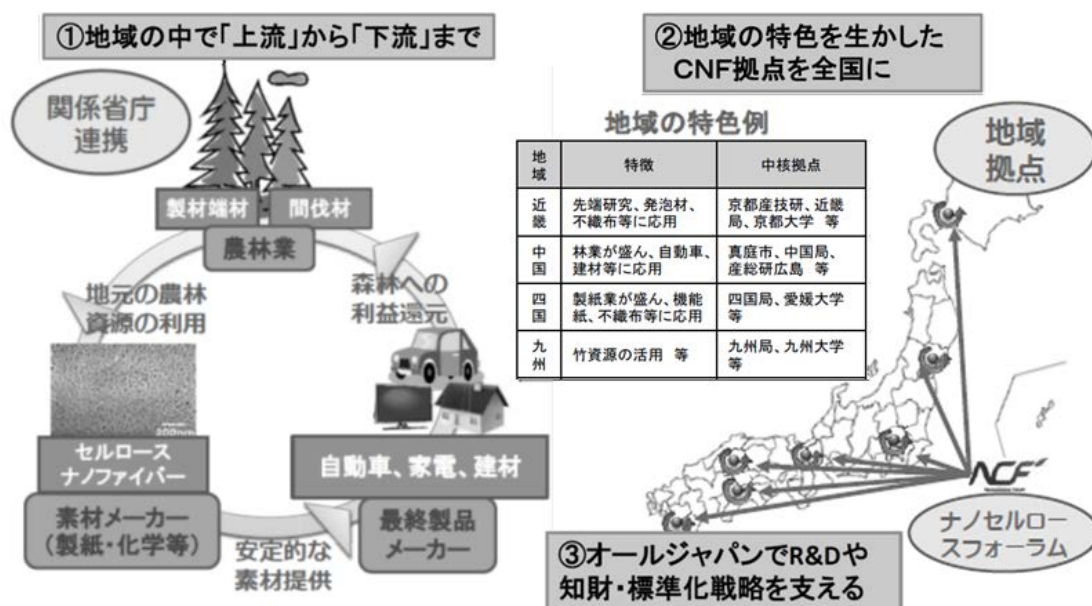 ①地域の中で「上流」から「下流」まで
関係省庁
連携
製材端材
間伐材
農林業
地元の農林
資源の利用
森林への
利益還元
セルロース
ナノファイバー
素材メーカー
（製紙・化学等）
自動車、家電、建材
最終製品
メーカー
安定的な
素材提供
②地域の特色を生かした
CNF拠点を全国に
地域の特色例
地域
特徴
中核拠点
近畿
先端研究、発泡材、
不織布等に応用
京都産技研、近畿
局、京都大学 等
中国
林業が盛ん、自動車、
建材等に応用
真庭市、中国局、
産総研広島 等
四国
製紙業が盛ん、機能
紙、不織布等に応用
四国局、愛媛大学
等
九州
竹資源の活用 等
九州局、九州大学
等
地域
拠点
NCF
ナノセルロー
スフォーラム
③オールジャパンでR&Dや
知財・標準化戦略を支える